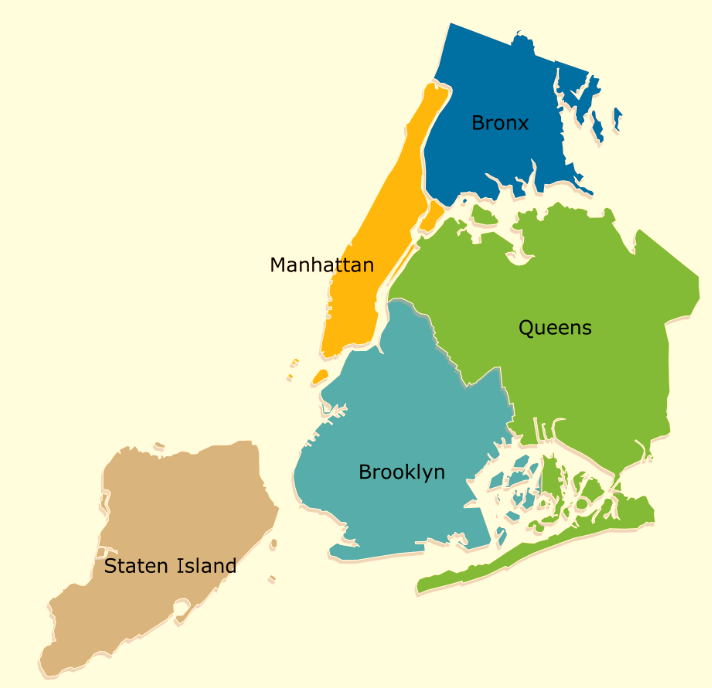 Bronx
Manhattan
Queens
Brooklyn
Staten Island